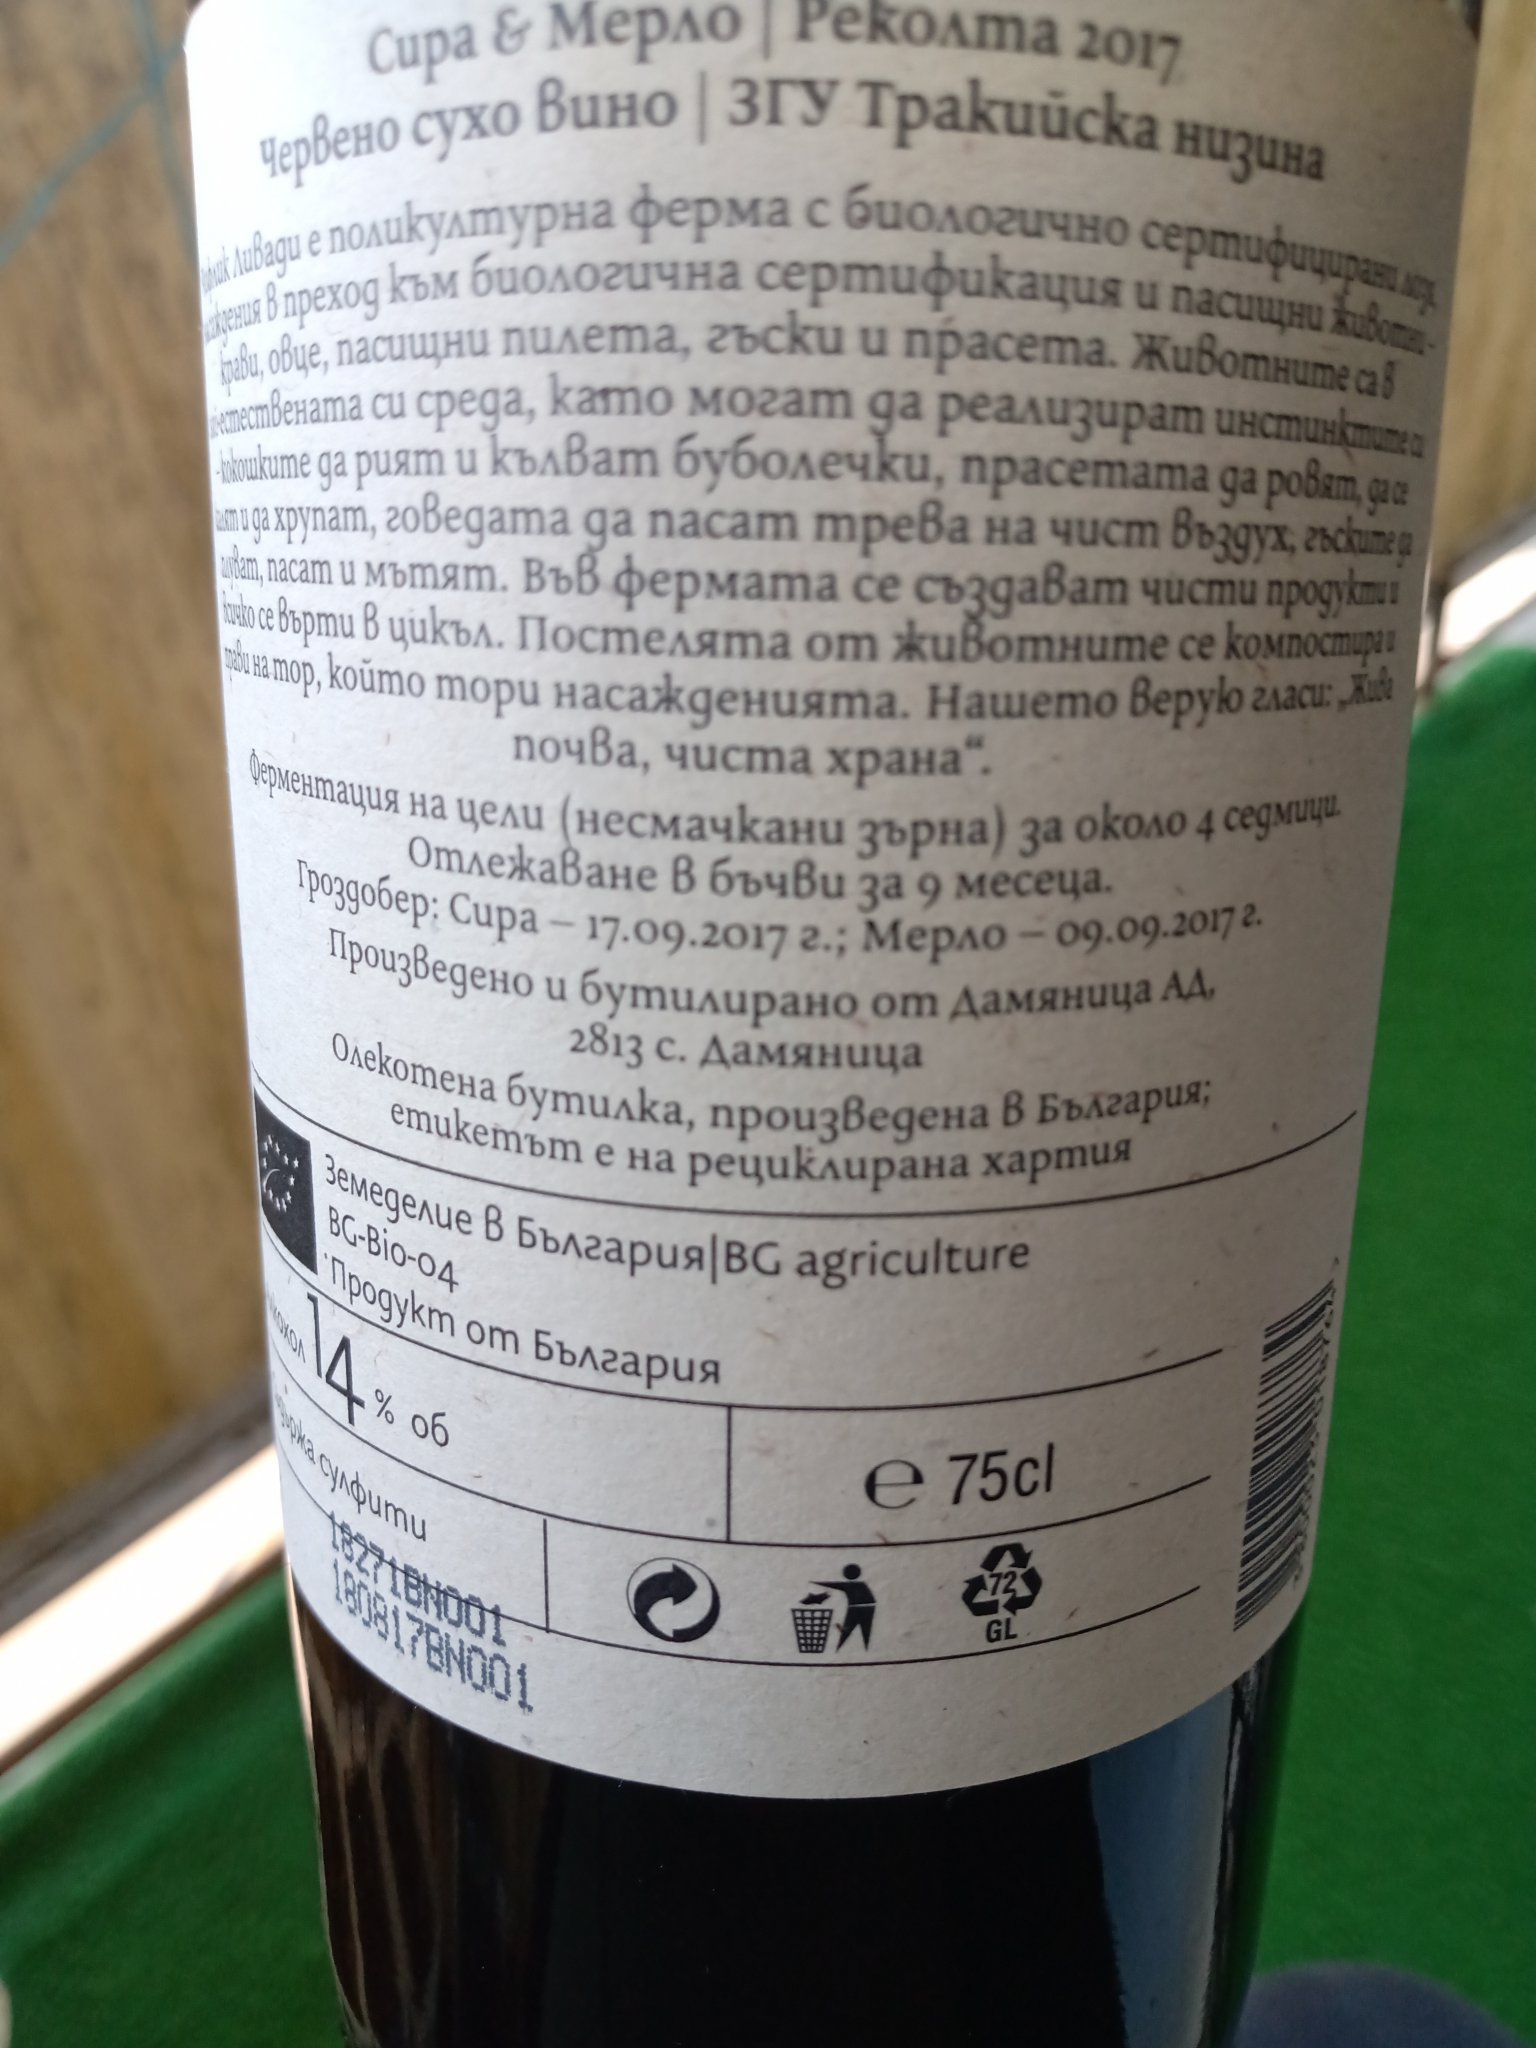 Сира & Мерло | Реколта 2017
Червено сухо вино | ЗГУ Тракийска низина
Ливади е поликултурна ферма с биологично сертифицирани
в преход към биологична сертификация и пасищни животни –
крави, овце, пасищни пилета, гъски и прасета. Животните са в
си среда, като могат да реализират инстинктите си
- кокошките да рият и кълват буболечки, прасетата да ровят, да се
и да хрупат, говедата да пасат трева на чист въздух, гъските да
плуват, пасат и мътят. Във фермата се създават чисти продукти и
всичко се върти в цикъл. Постелята от животните се компостира и
прави на тор, който тори насажденията. Нашето верую гласи: „Жива
почва, чиста храна“.
Ферментация на цели (несмачкани зърна) за около 4 седмици.
Отлежаване в бъчви за 9 месеца.
Гроздобер: Сира – 17.09.2017 г.; Мерло – 09.09.2017 г.
Произведено и бутилирано от Дамяница АД,
2813 с. Дамяница
Олекотена бутилка, произведена в България;
етикетът е на рециклирана хартия
Земеделие в България|BG agriculture
BG-Bio-04
Продукт от България
14 % об
e 75cl
сулфити
18271BN001
180817BN001
72
GL